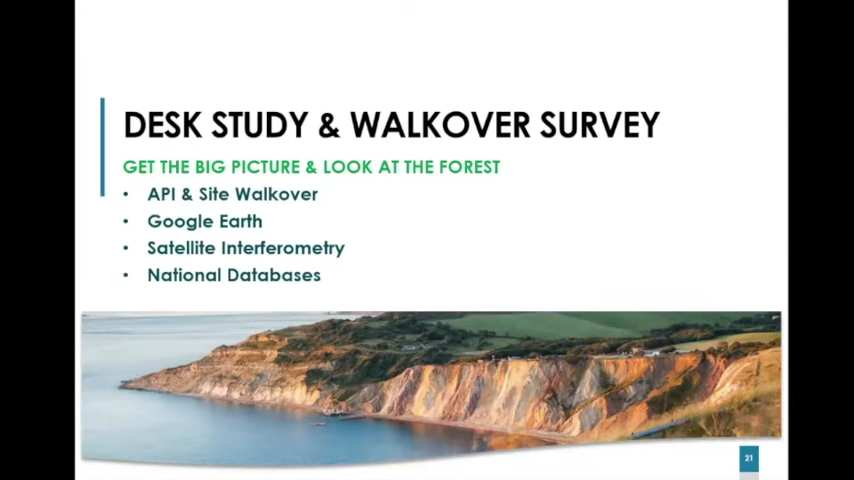 DESK STUDY & WALKOVER SURVEY
GET THE BIG PICTURE & LOOK AT THE FOREST
• API & Site Walkover
• Google Earth
• Satellite Interferometry
• National Databases
21